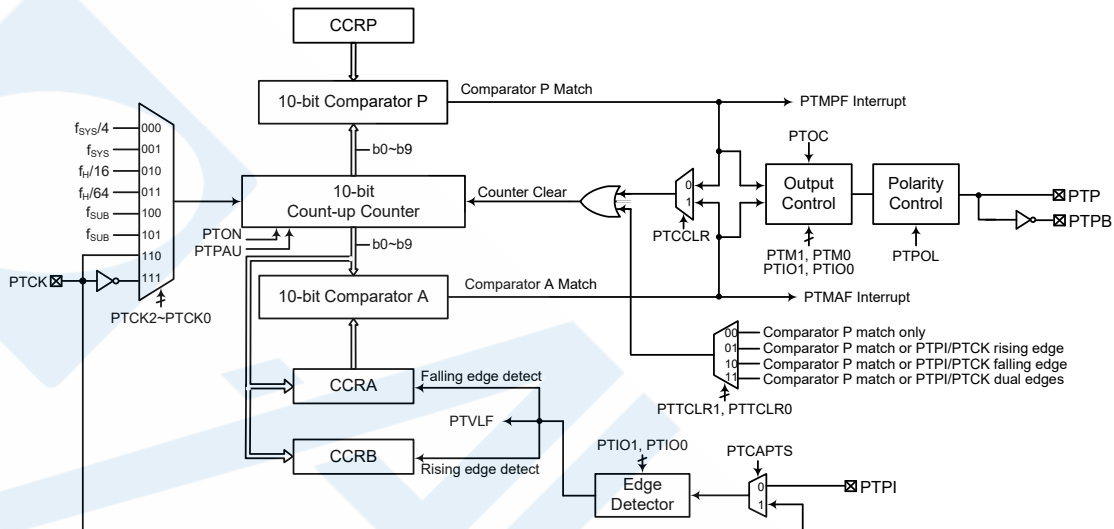 CCRP
10-bit Comparator P
Comparator P Match
PTMPF Interrupt
b0~b9
fSYS/4
000
fSYS
001
fH/16
010
fH/64
011
fSUB
100
fSUB
101
110
111
PTCK
PTCK2~PTCK0
10-bit
Count-up Counter
PTON
PTPAU
Counter Clear
0
1
PTCCLR
PTOC
Output
Control
PTM1, PTM0
PTIO1, PTIO0
Polarity
Control
PTPOL
PTP
PTPB
b0~b9
10-bit Comparator A
Comparator A Match
PTMAF Interrupt
00
Comparator P match only
01
Comparator P match or PTPI/PTCK rising edge
10
Comparator P match or PTPI/PTCK falling edge
11
Comparator P match or PTPI/PTCK dual edges
PTTCLR1, PTTCLR0
CCRA
Falling edge detect
PTVLF
CCRB
Rising edge detect
PTIO1, PTIO0
Edge
Detector
PTCAPTS
0
1
PTPI